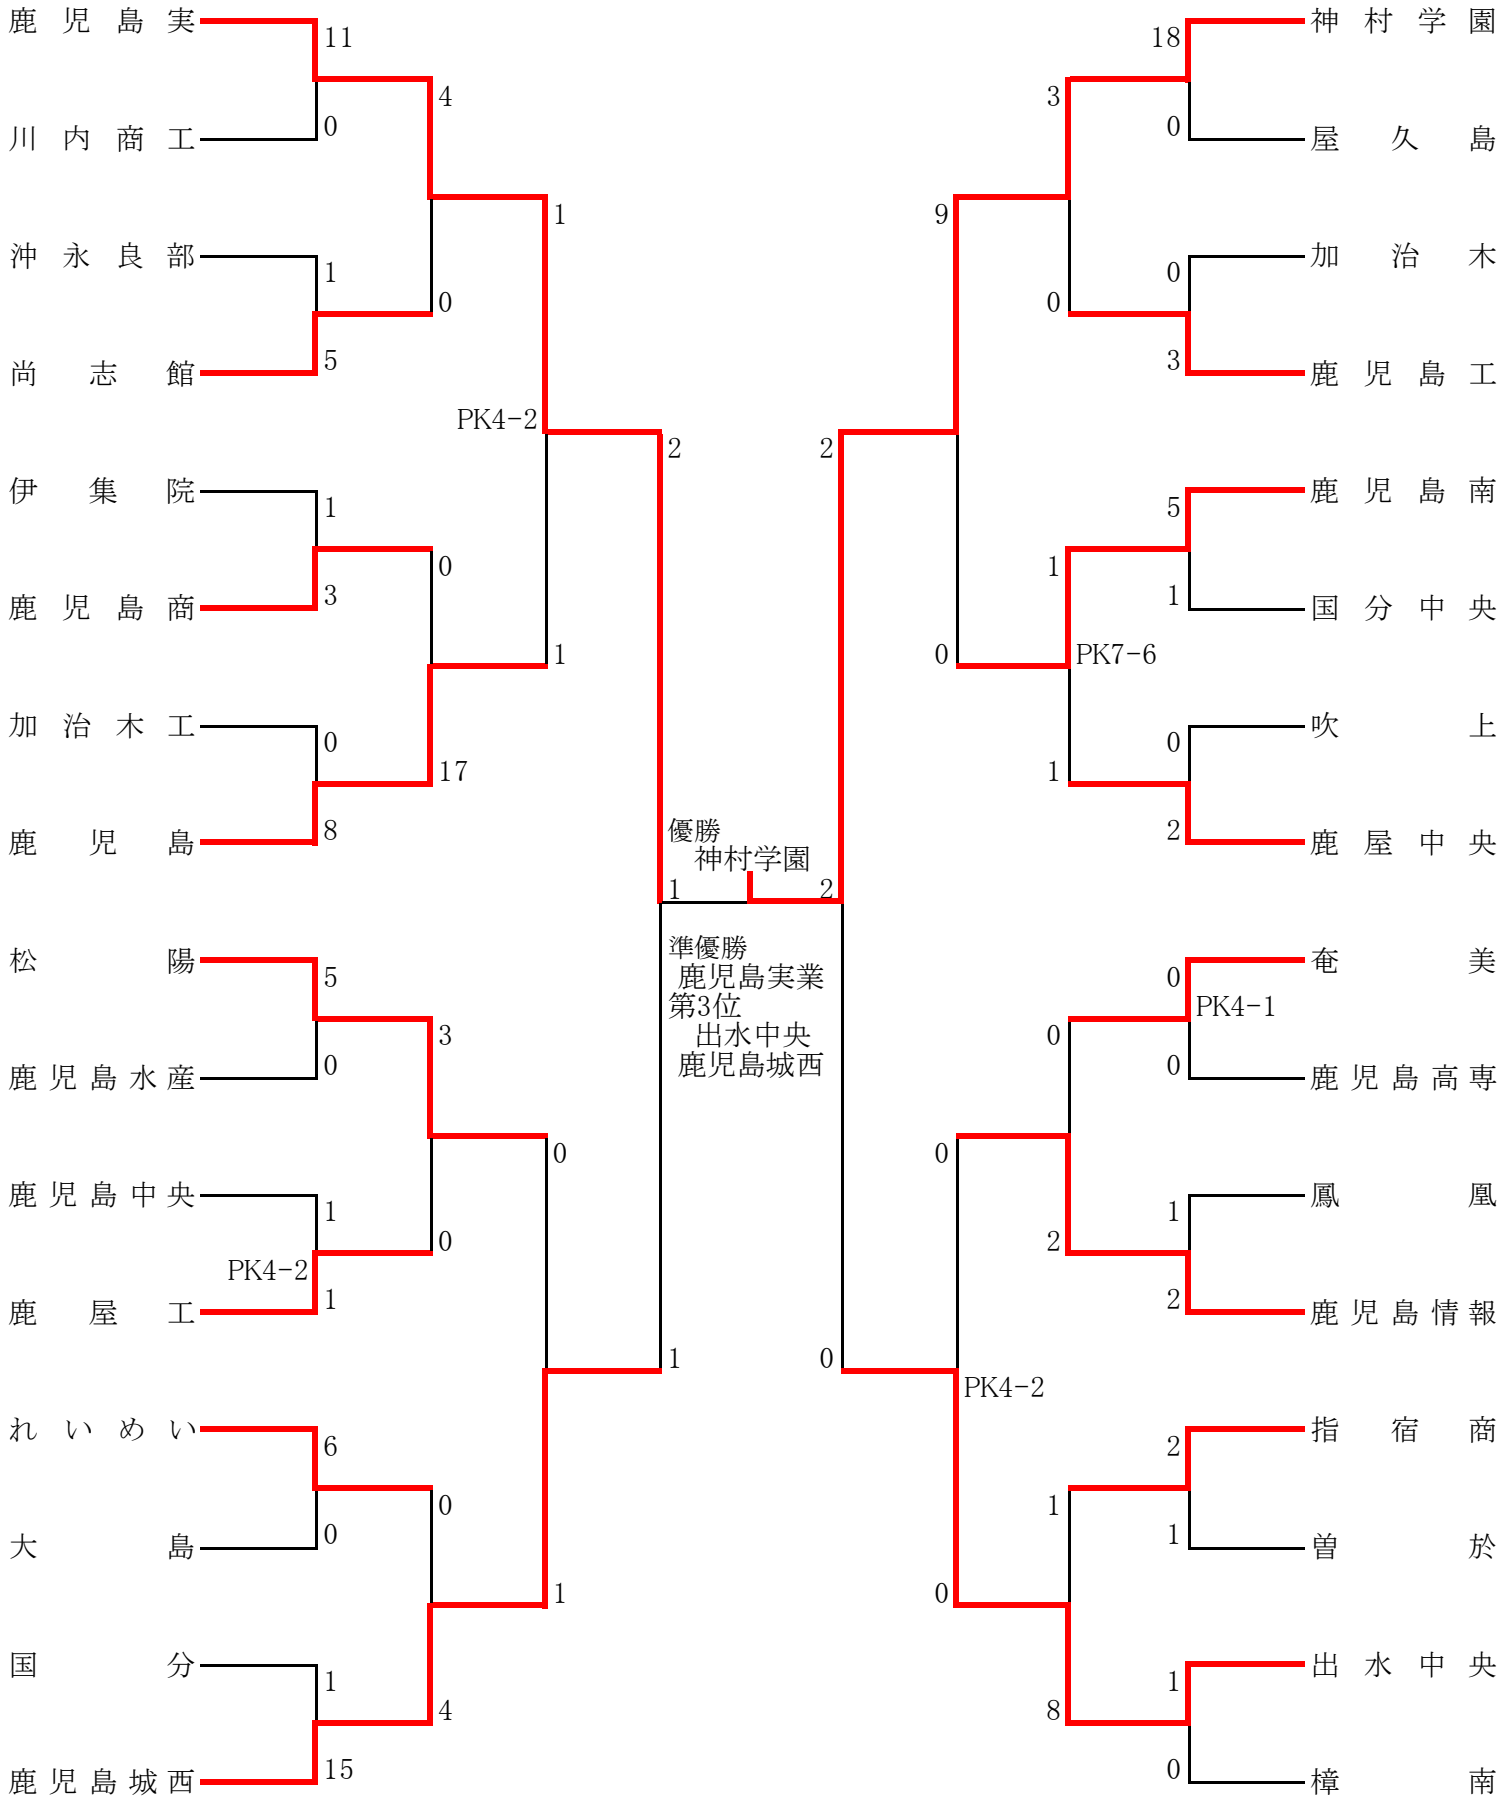 鹿児島実
11
4
川内商工
0
1
沖永良部
1
0
尚志館
5
PK4-2
2
伊集院
1
0
鹿児島商
3
1
加治木工
0
17
鹿児島
8
1
松陽
5
3
鹿児島水産
0
0
鹿児島中央
1
0
PK4-2
鹿屋工
1
1
れいめい
6
0
大島
0
1
国分
1
4
鹿児島城西
15
優勝
神村学園
準優勝
鹿児島実業
第3位
出水中央
鹿児島城西
神村学園
18
3
屋久島
0
9
加治木
0
0
鹿児島工
3
2
鹿児島南
5
1
国分中央
1
0
PK7-6
吹上
0
1
鹿屋中央
2
2
奄美
0
PK4-1
0
鹿児島高専
0
0
鳳凰
1
2
鹿児島情報
2
0
PK4-2
指宿商
2
1
曽於
1
0
出水中央
1
8
樟南
0